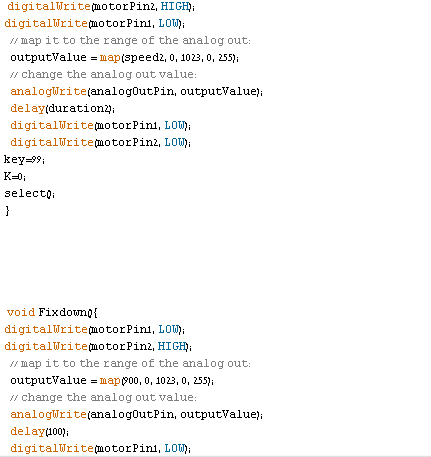 digitalWrite(motorPin2, HIGH);
digitalWrite(motorPin1, LOW);
// map it to the range of the analog out:
outputValue = map(speed2, 0, 1023, 0, 255);
// change the analog out value:
analogWrite(analogOutPin, outputValue);
delay(duration2);
digitalWrite(motorPin1, LOW);
digitalWrite(motorPin2, LOW);
key=99;
K=0;
select();
}
void Fixdown(){
digitalWrite(motorPin1, LOW);
digitalWrite(motorPin2, HIGH);
// map it to the range of the analog out:
outputValue = map(900, 0, 1023, 0, 255);
// change the analog out value:
analogWrite(analogOutPin, outputValue);
delay(100);
digitalWrite(motorPin1, LOW);